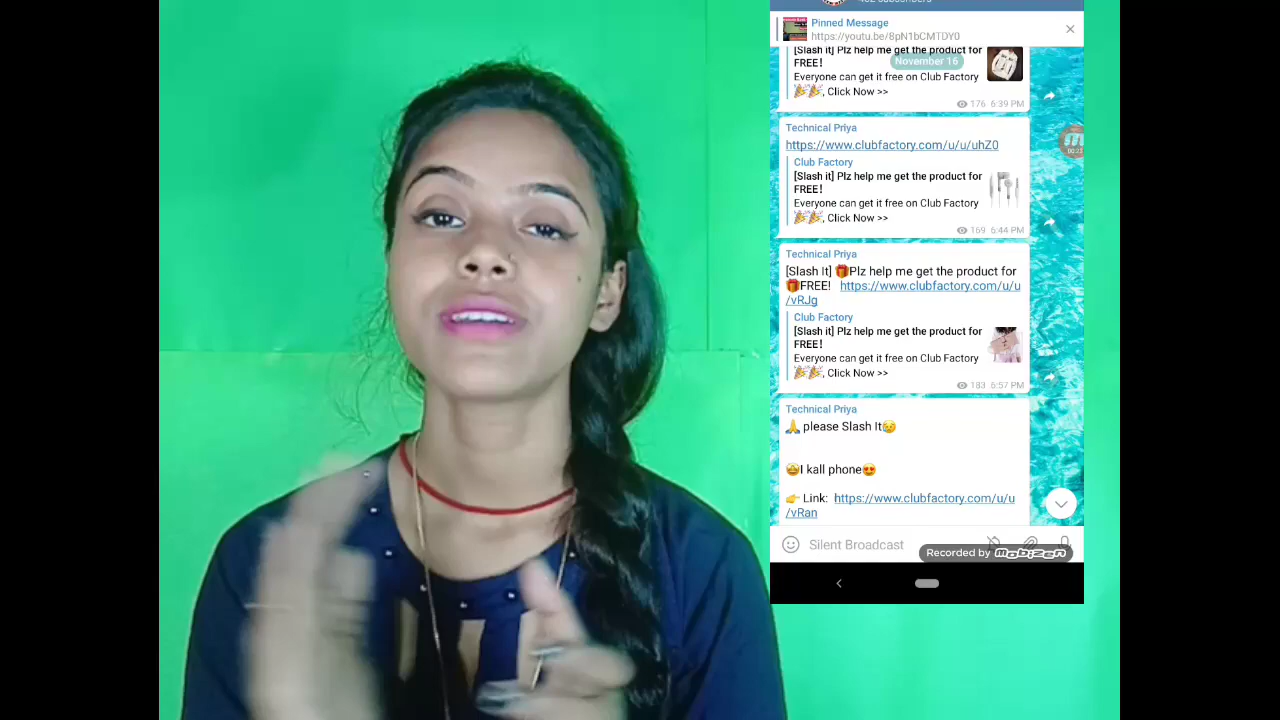 Pinned Message
https://youtu.be/8pN1bCMTDY0
[Slash it] Plz help me get the product for
FREE!
November 16
Everyone can get it free on Club Factory
🎉🎉, Click Now >>
176 6:39 PM
Technical Priya
https://www.clubfactory.com/u/u/uhZ0
Club Factory
[Slash it] Plz help me get the product for
FREE!
Everyone can get it free on Club Factory
🎉🎉, Click Now >>
169 6:44 PM
Technical Priya
[Slash It] 🎁Plz help me get the product for
🎁FREE! https://www.clubfactory.com/u/u
/vRJg
Club Factory
[Slash it] Plz help me get the product for
FREE!
Everyone can get it free on Club Factory
🎉🎉, Click Now >>
183 6:57 PM
Technical Priya
🙏 please Slash It😥
🤩I kall phone😍
👉 Link: https://www.clubfactory.com/u/u
/vRan
Silent Broadcast
Recorded by mobizen